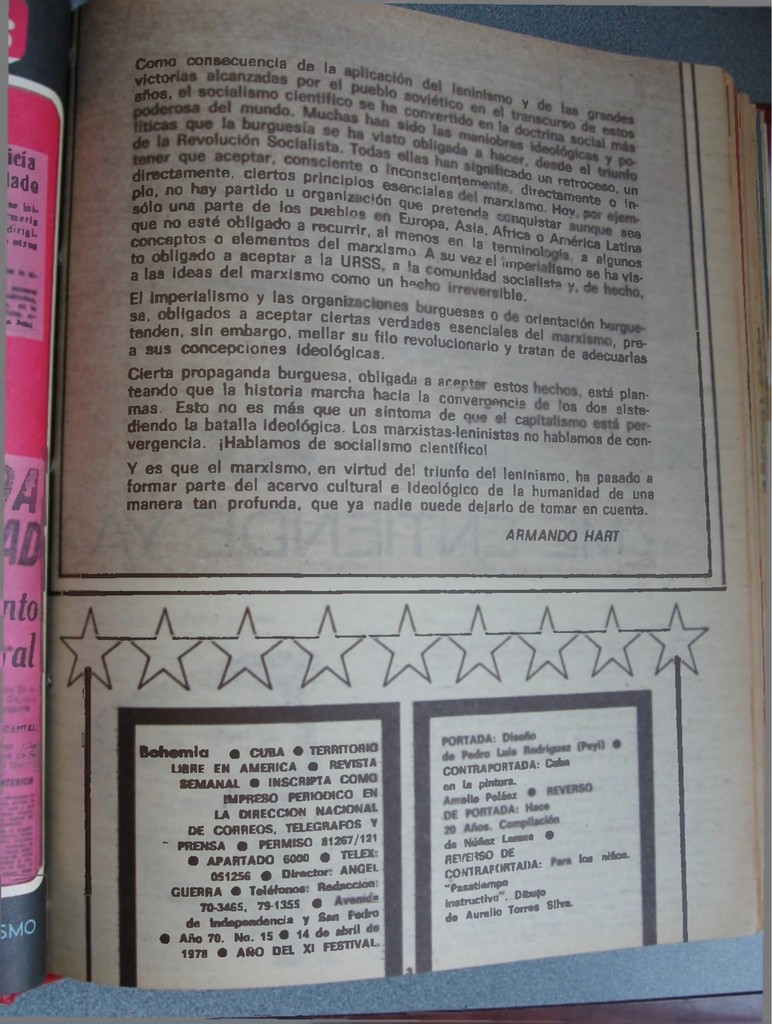 Como consecuencia de la aplicación del leninismo y de las grandes
victorias alcanzadas por el pueblo soviético en el transcurso de estos
años, el socialismo científico se ha convertido en la doctrina social más
poderosa del mundo. Muchas han sido las maniobras ideológicas y po-
líticas que la burguesía se ha visto obligada a hacer, desde el triunfo
de la Revolución Socialista. Todas ellas han significado un retroceso, un
tener que aceptar, consciente o inconscientemente, directamente o in-
directamente, ciertos principios esenciales del marxismo. Hoy, por ejem-
plo, no hay partido u organización que pretenda conquistar aunque sea
sólo una parte de los pueblos en Europa, Asia, Africa o América Latina
que no esté obligado a recurrir, al menos en la terminología, a algunos
conceptos o elementos del marxismo. A su vez el imperialismo se ha vis-
to obligado a aceptar a la URSS, a la comunidad socialista y, de hecho,
a las ideas del marxismo como un hecho irreversible.
El imperialismo y las organizaciones burguesas o de orientación burgue-
sa, obligados a aceptar ciertas verdades esenciales del marxismo, pre-
tenden, sin embargo, mellar su filo revolucionario y tratan de adecuarlas
a sus concepciones ideológicas.
Cierta propaganda burguesa, obligada a aceptar estos hechos, está plan-
teando que la historia marcha hacia la convergencia de los dos siste-
mas. Esto no es más que un síntoma de que el capitalismo está per-
diendo la batalla ideológica. Los marxistas-leninistas no hablamos de con-
vergencia. ¡Hablamos de socialismo científico!
Y es que el marxismo, en virtud del triunfo del leninismo, ha pasado a
formar parte del acervo cultural e ideológico de la humanidad de una
manera tan profunda, que ya nadie puede dejarlo de tomar en cuenta.
ARMANDO HART
Bohemia ● CUBA ● TERRITORIO
LIBRE EN AMERICA ● REVISTA
SEMANAL ● INSCRIPTA COMO
IMPRESO PERIODICO EN
LA DIRECCION NACIONAL
DE CORREOS, TELEGRAFOS Y
PRENSA ● PERMISO 81267/121
● APARTADO 6000 ● TELEX:
051256 ● Director: ANGEL
GUERRA ● Teléfonos: Redacción:
70-3465, 79-1355 ● Avenida
de Independencia y San Pedro
● Año 70. No. 15 ● 14 de abril de
1978 ● AÑO DEL XI FESTIVAL.
PORTADA: Diseño
de Pedro Luis Rodríguez (Peyi) ●
CONTRAPORTADA: Cuba
en la pintura.
Amelia Peláez ● REVERSO
DE PORTADA: Hace
20 Años. Compilación
de Núñez Lemus ●
REVERSO DE
CONTRAPORTADA: Para los niños.
"Pasatiempo
instructivo". Dibujo
de Aurelio Torres Silva.
3
icia
lado
DA
AD
nto
ral
SMO